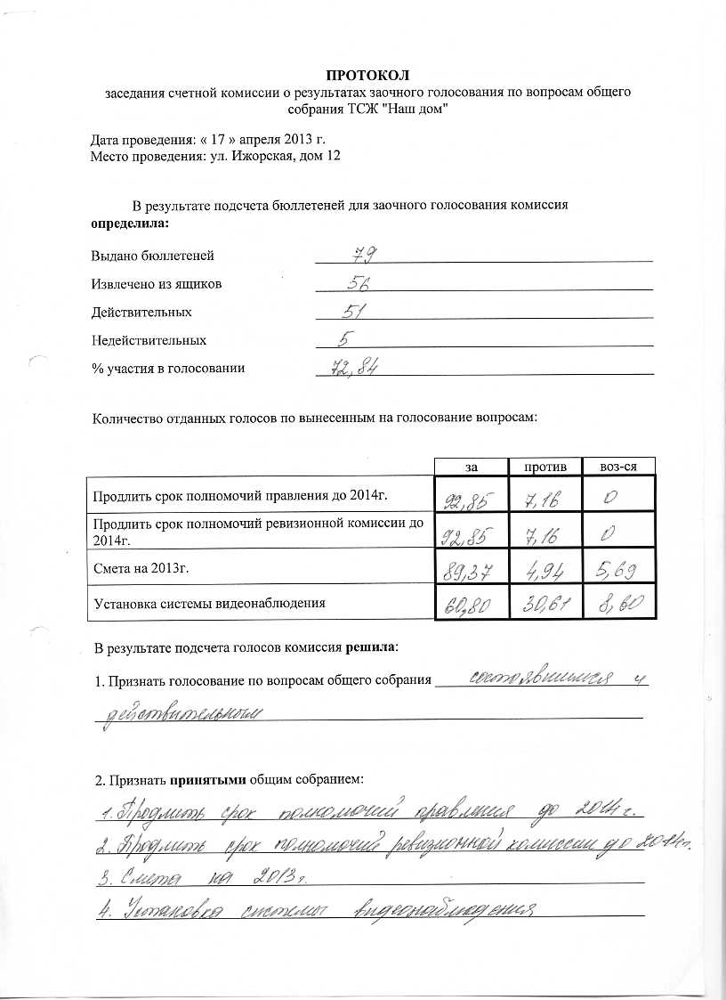 ПРОТОКОЛ
заседания счетной комиссии о результатах заочного голосования по вопросам общего
собрания ТСЖ "Наш дом"
Дата проведения: « 17 » апреля 2013 г.
Место проведения: ул. Ижорская, дом 12
В результате подсчета бюллетеней для заочного голосования комиссия
определила:
Выдано бюллетеней 79
Извлечено из ящиков 56
Действительных 51
Недействительных 5
% участия в голосовании 72,84
Количество отданных голосов по вынесенным на голосование вопросам:
за против воз-ся
Продлить срок полномочий правления до 2014г. 92,85 7,16 0
Продлить срок полномочий ревизионной комиссии до
2014г. 92,85 7,16 0
Смета на 2013г. 89,37 4,94 5,69
Установка системы видеонаблюдения 60,80 30,61 8,60
В результате подсчета голосов комиссия решила:
1. Признать голосование по вопросам общего собрания состоявшимся и
действительным
2. Признать принятыми общим собранием:
1. Продлить срок полномочий правления до 2014г.
2. Продлить срок полномочий ревизионной комиссии до 2014г.
3. Смета на 2013г.
4. Установка системы видеонаблюдения